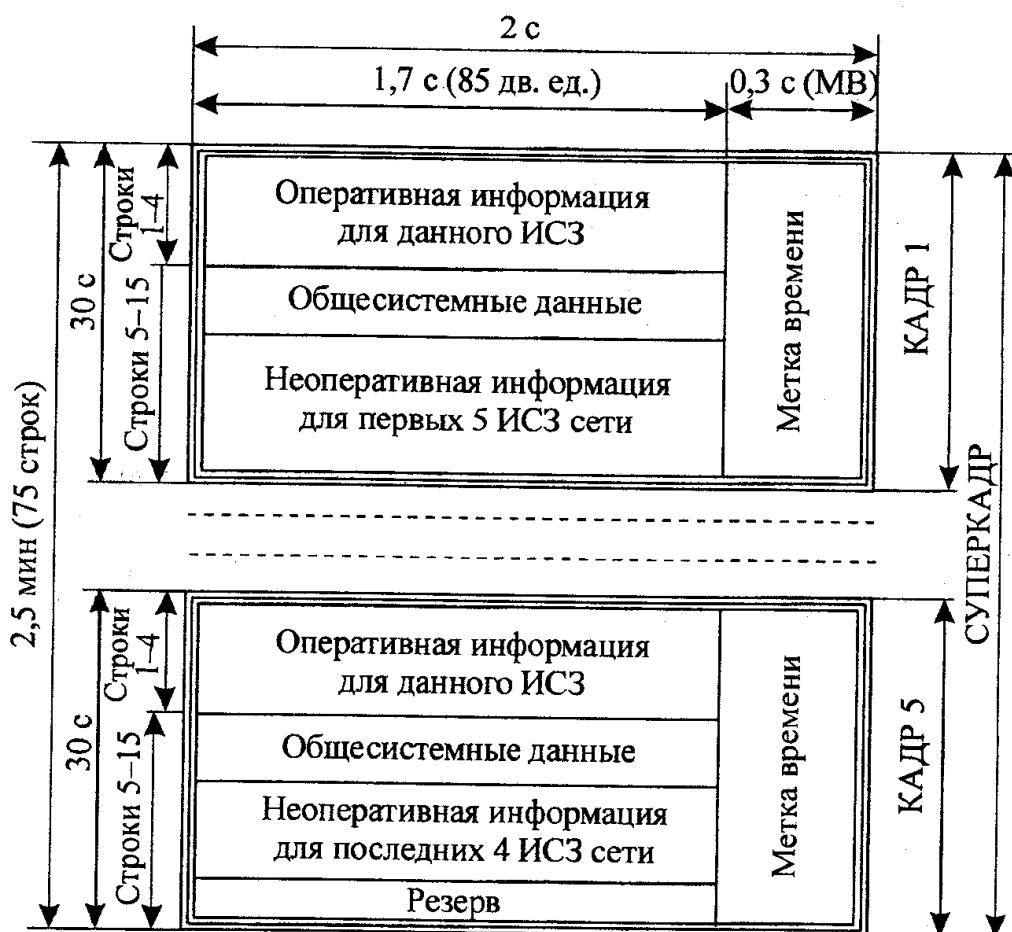 2 с
1,7 с (85 дв. ед.)
0,3 с (МВ)
2,5 мин (75 строк)
30 с
Строки
1–4
Строки 5–15
Оперативная информация
для данного ИСЗ
Общесистемные данные
Неоперативная информация
для первых 5 ИСЗ сети
Метка времени
КАДР 1
СУПЕРКАДР
30 с
Строки
1–4
Строки 5–15
Оперативная информация
для данного ИСЗ
Общесистемные данные
Неоперативная информация
для последних 4 ИСЗ сети
Резерв
Метка времени
КАДР 5